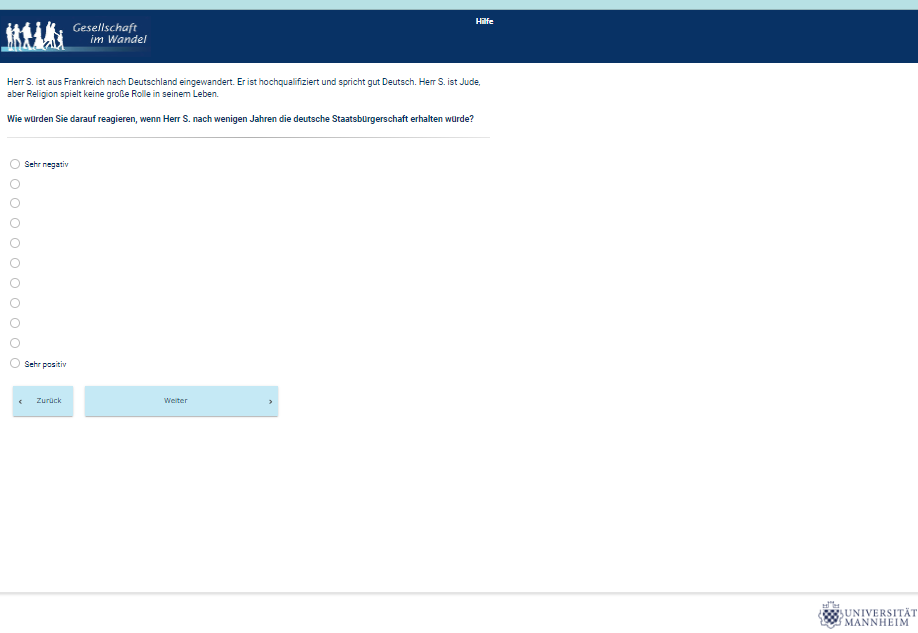 Hilfe
Gesellschaft
im Wandel
Herr S. ist aus Frankreich nach Deutschland eingewandert. Er ist hochqualifiziert und spricht gut Deutsch. Herr S. ist Jude,
aber Religion spielt keine große Rolle in seinem Leben.
Wie würden Sie darauf reagieren, wenn Herr S. nach wenigen Jahren die deutsche Staatsbürgerschaft erhalten würde?
Sehr negativ
Sehr positiv
‹ Zurück
Weiter ›
UNIVERSITÄT
MANNHEIM